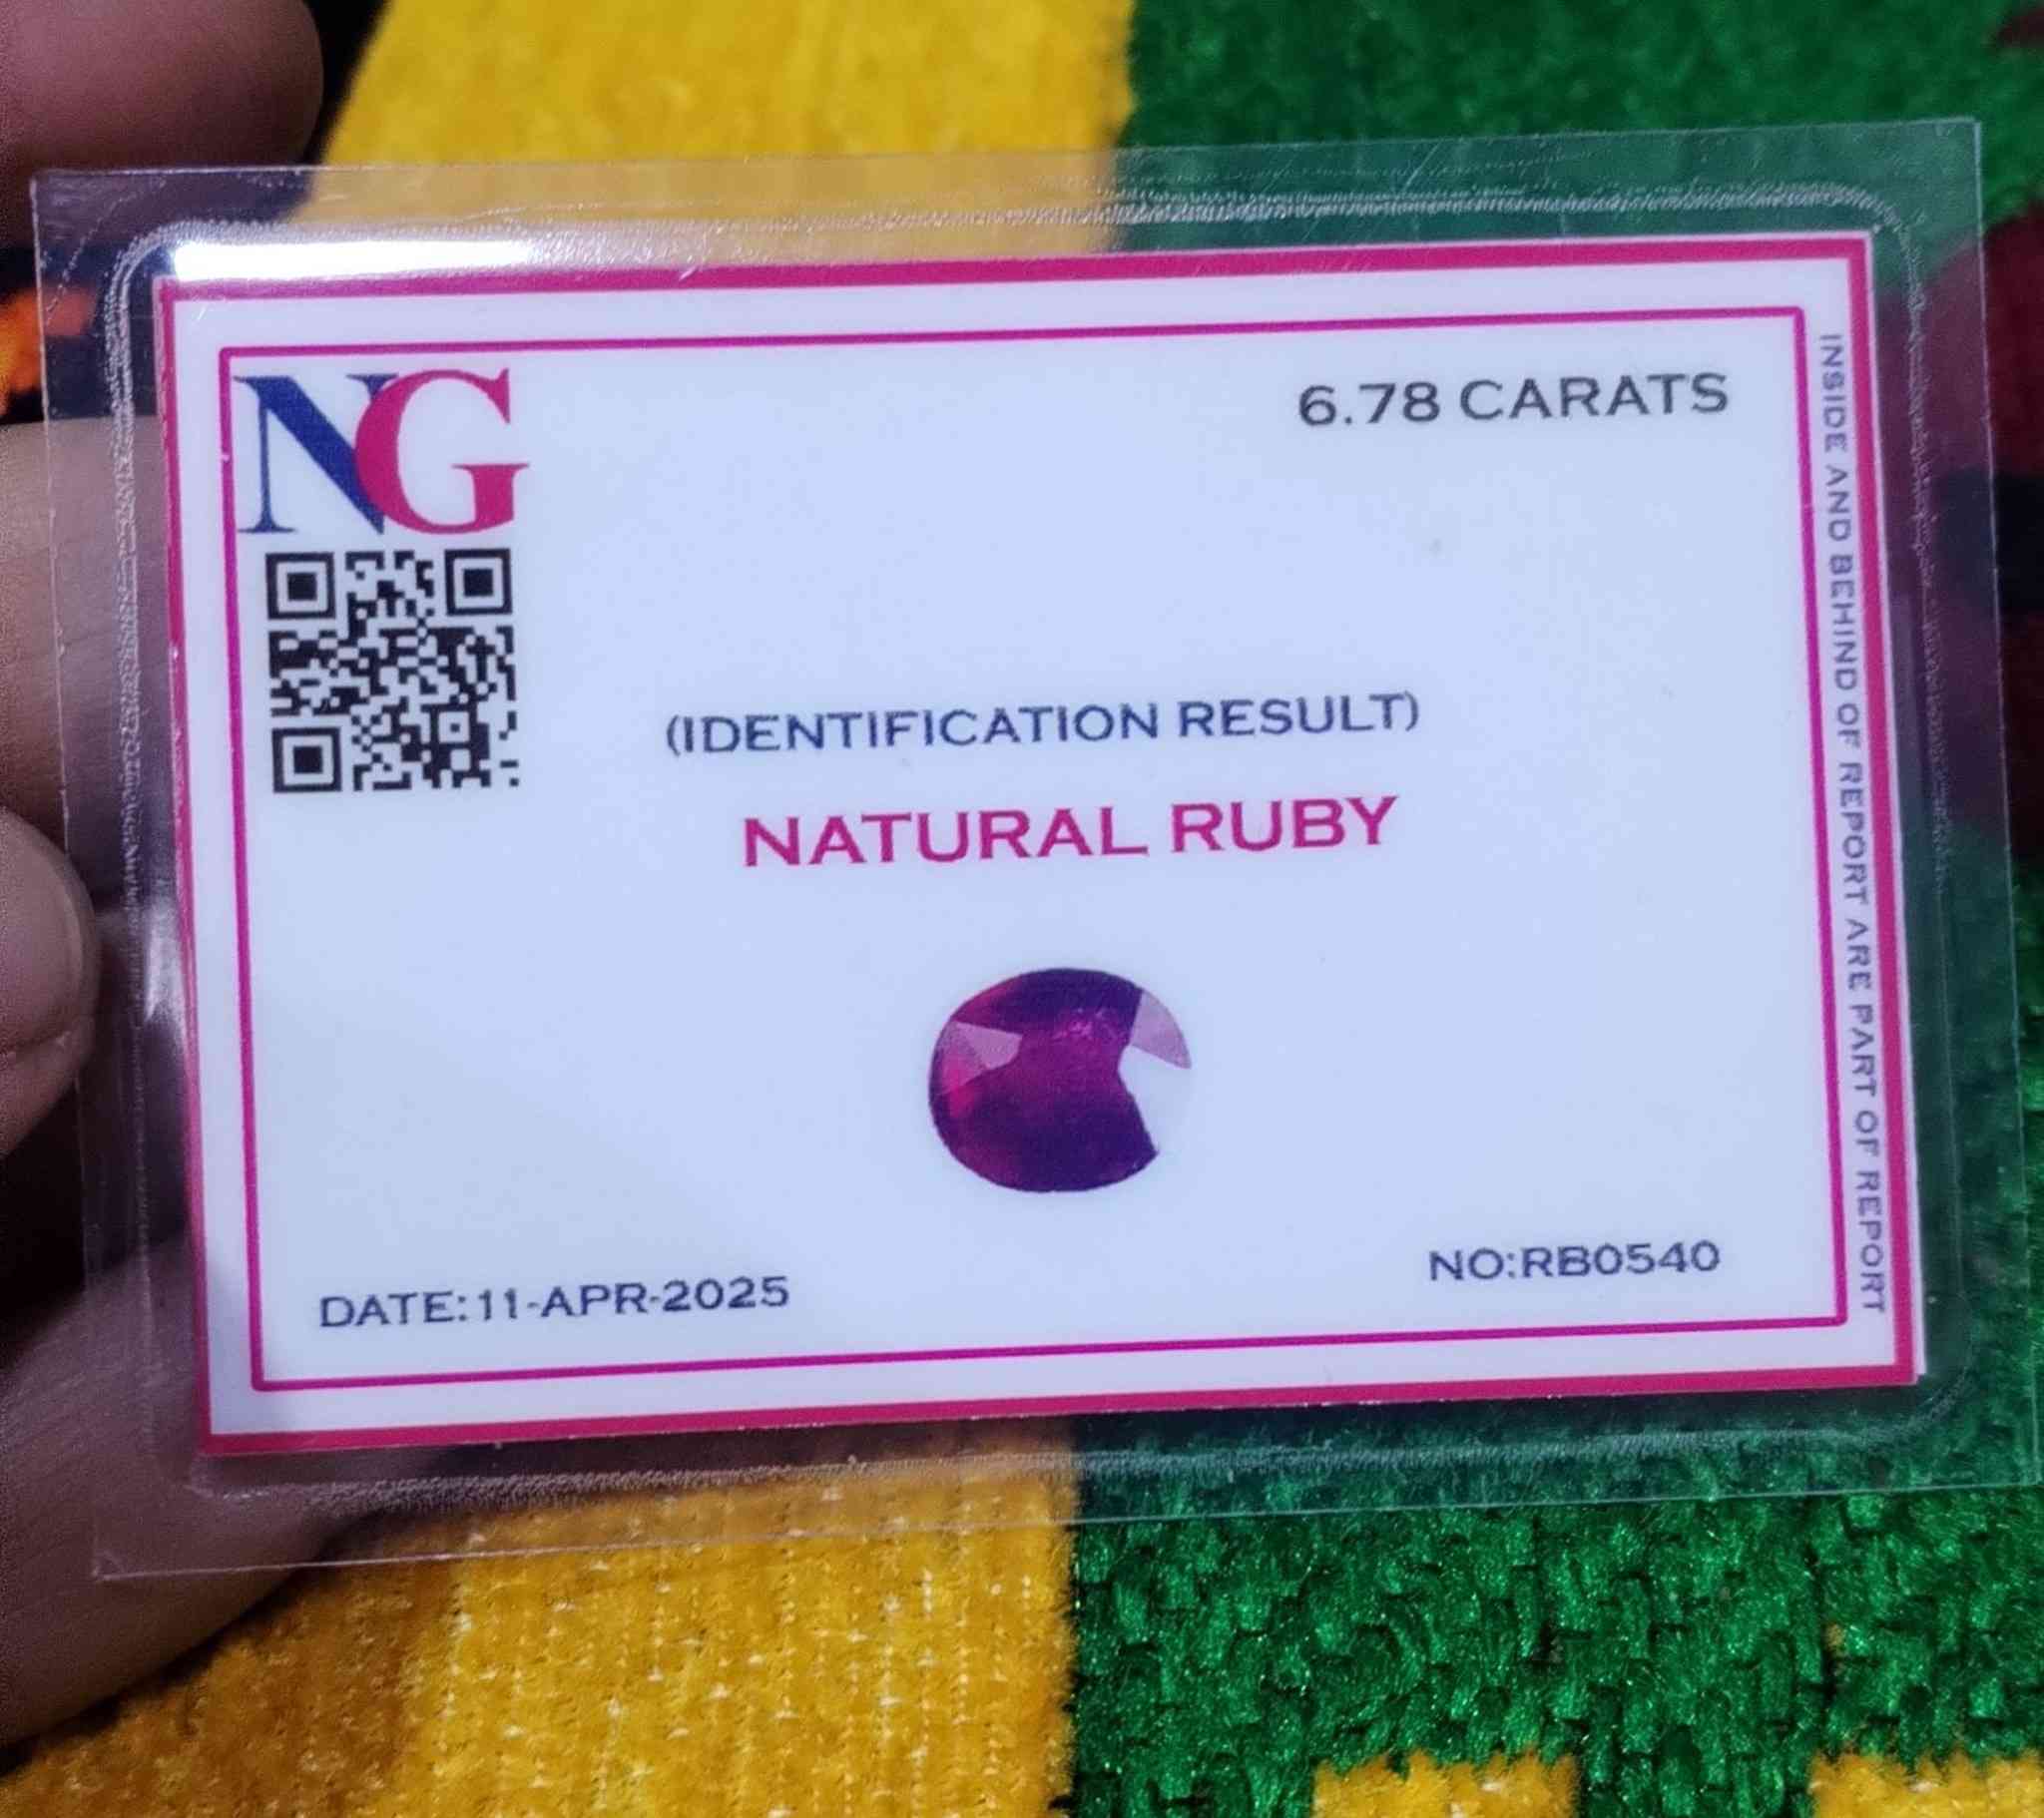 NG
6.78 CARATS
(IDENTIFICATION RESULT)
NATURAL RUBY
DATE:11-APR-2025
NO:RB0540
INSIDE AND BEHIND OF REPORT ARE PART OF REPORT